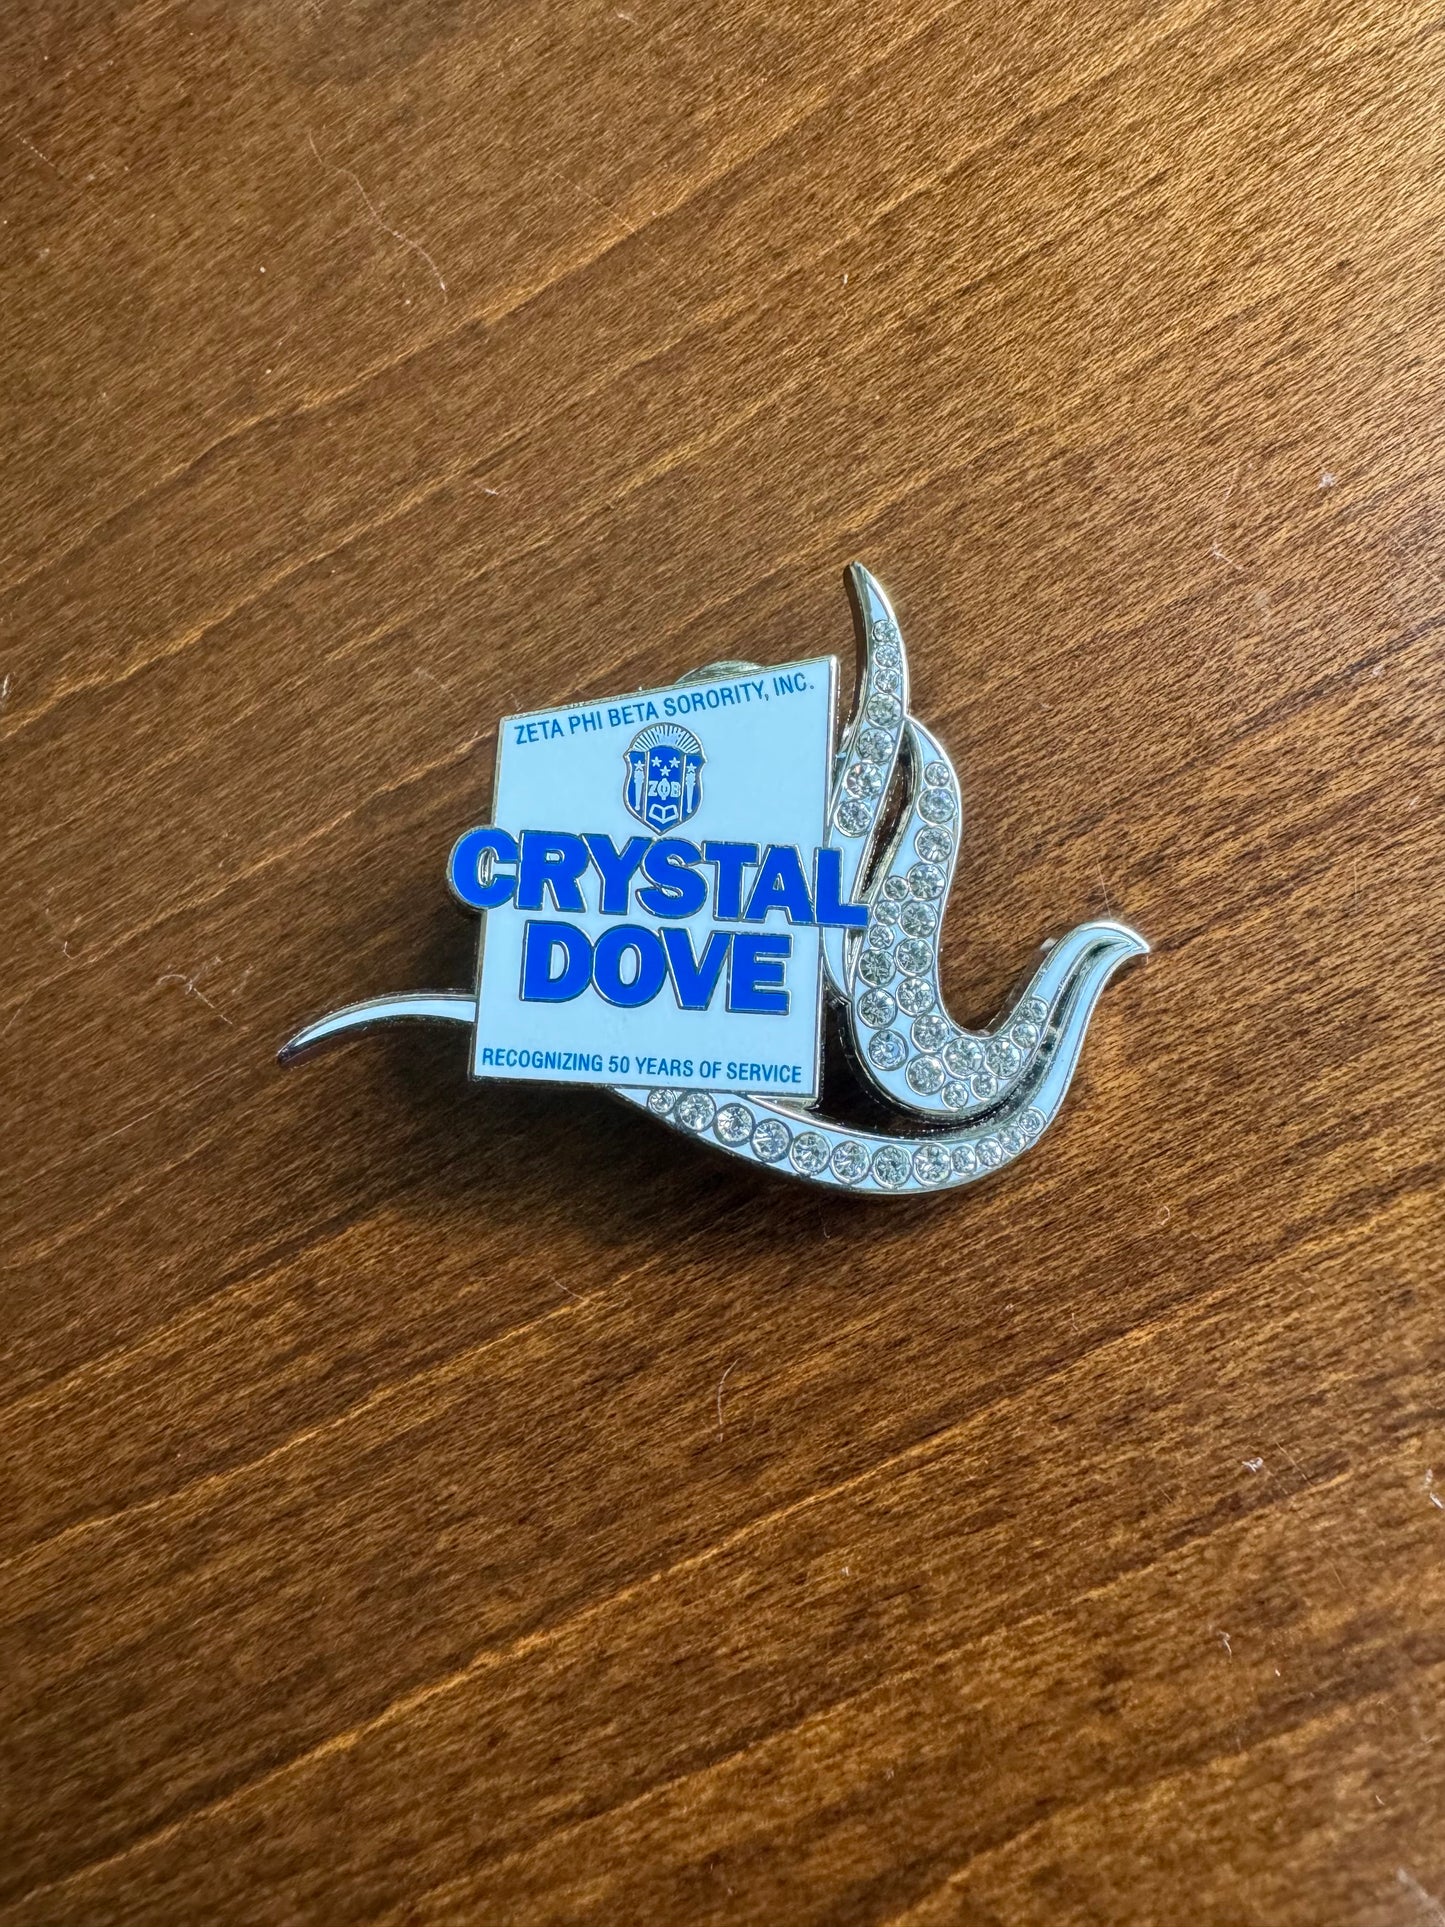 ZETA PHI BETA SORORITY, INC.
ΖΦΒ
CRYSTAL
DOVE
RECOGNIZING 50 YEARS OF SERVICE